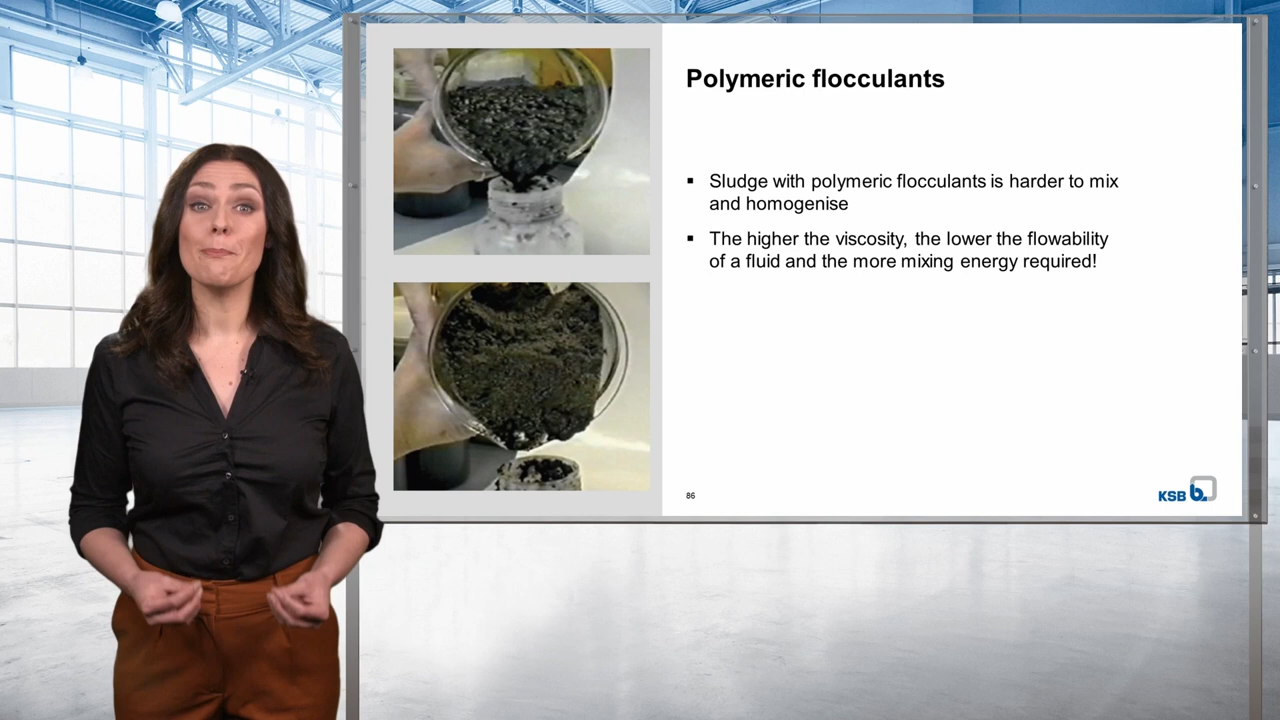 Polymeric flocculants
▪ Sludge with polymeric flocculants is harder to mix
and homogenise
▪ The higher the viscosity, the lower the flowability
of a fluid and the more mixing energy required!
86
KSB b.